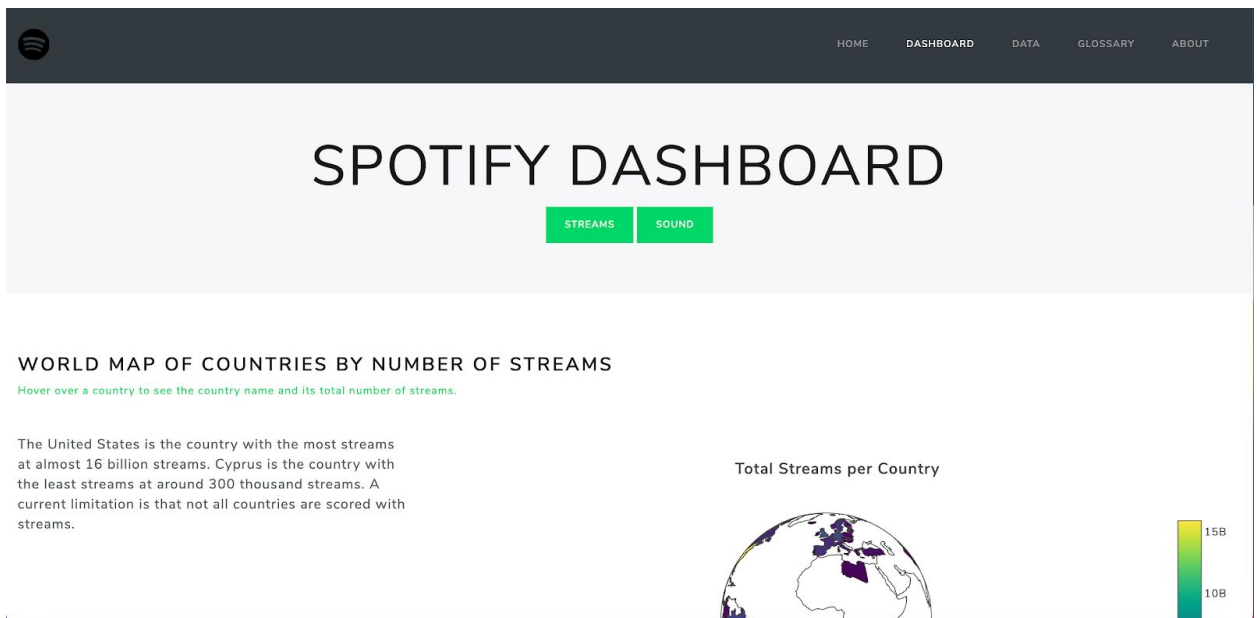 HOME DASHBOARD DATA GLOSSARY ABOUT
SPOTIFY DASHBOARD
STREAMS SOUND
WORLD MAP OF COUNTRIES BY NUMBER OF STREAMS
Hover over a country to see the country name and its total number of streams.
The United States is the country with the most streams
at almost 16 billion streams. Cyprus is the country with
the least streams at around 300 thousand streams. A
current limitation is that not all countries are scored with
streams.
Total Streams per Country
15B
10B